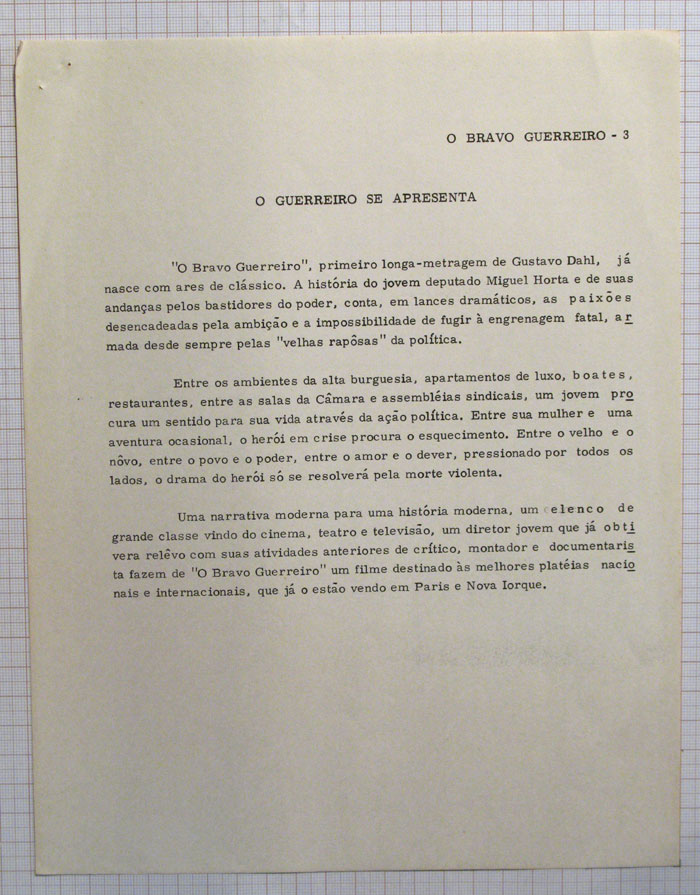 O BRAVO GUERREIRO - 3
O GUERREIRO SE APRESENTA
"O Bravo Guerreiro", primeiro longa-metragem de Gustavo Dahl, já
nasce com ares de clássico. A história do jovem deputado Miguel Horta e de suas
andanças pelos bastidores do poder, conta, em lances dramáticos, as paixões
desencadeadas pela ambição e a impossibilidade de fugir à engrenagem fatal, ar
mada desde sempre pelas "velhas rapôsas" da política.
Entre os ambientes da alta burguesia, apartamentos de luxo, boates,
restaurantes, entre as salas da Câmara e assembléias sindicais, um jovem pro
cura um sentido para sua vida através da ação política. Entre sua mulher e uma
aventura ocasional, o herói em crise procura o esquecimento. Entre o velho e o
nôvo, entre o povo e o poder, entre o amor e o dever, pressionado por todos os
lados, o drama do herói só se resolverá pela morte violenta.
Uma narrativa moderna para uma história moderna, um elenco de
grande classe vindo do cinema, teatro e televisão, um diretor jovem que já obti
vera relêvo com suas atividades anteriores de crítico, montador e documentaris
ta fazem de "O Bravo Guerreiro" um filme destinado às melhores platéias nacio
nais e internacionais, que já o estão vendo em Paris e Nova Iorque.